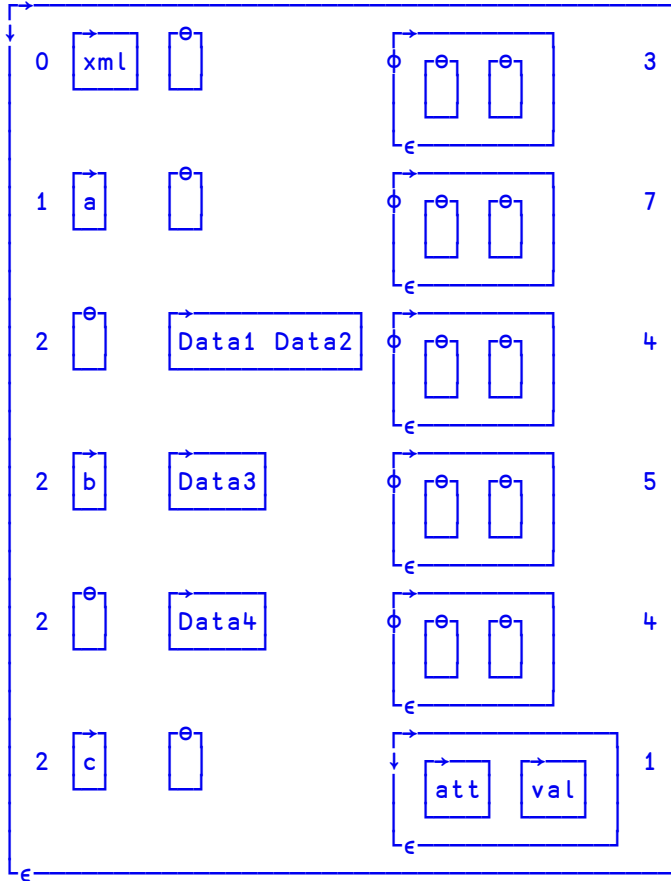 0 xml 3
1 a 7
2 Data1 Data2 4
2 b Data3 5
2 Data4 4
2 c att val 1